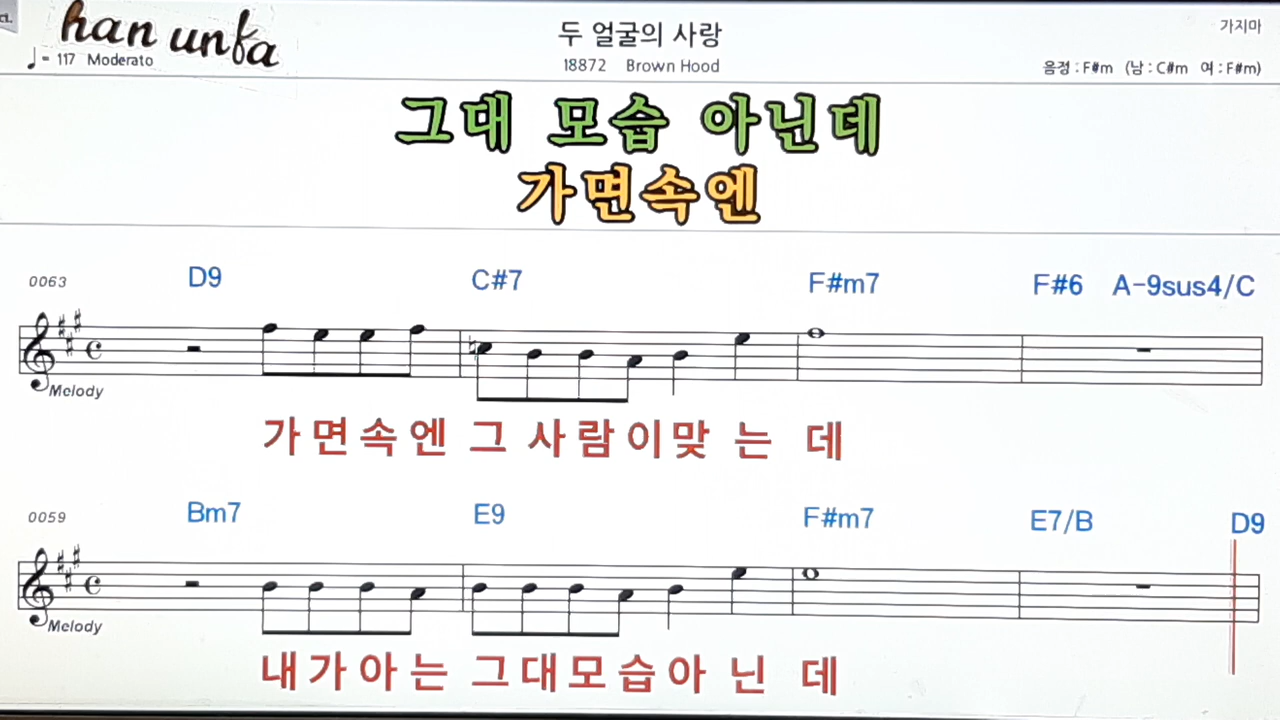 han unfa
♩= 117 Moderato
두 얼굴의 사랑
18872 Brown Hood
가지마
음정 : F#m (남 : C#m 여 : F#m)
그대 모습 아닌데
가면속엔
0063 D9 C#7 F#m7 F#6 A-9sus4/C
Melody
가면속엔 그 사람이맞 는 데
0059 Bm7 E9 F#m7 E7/B D9
Melody
내가아는 그대모습아 닌 데